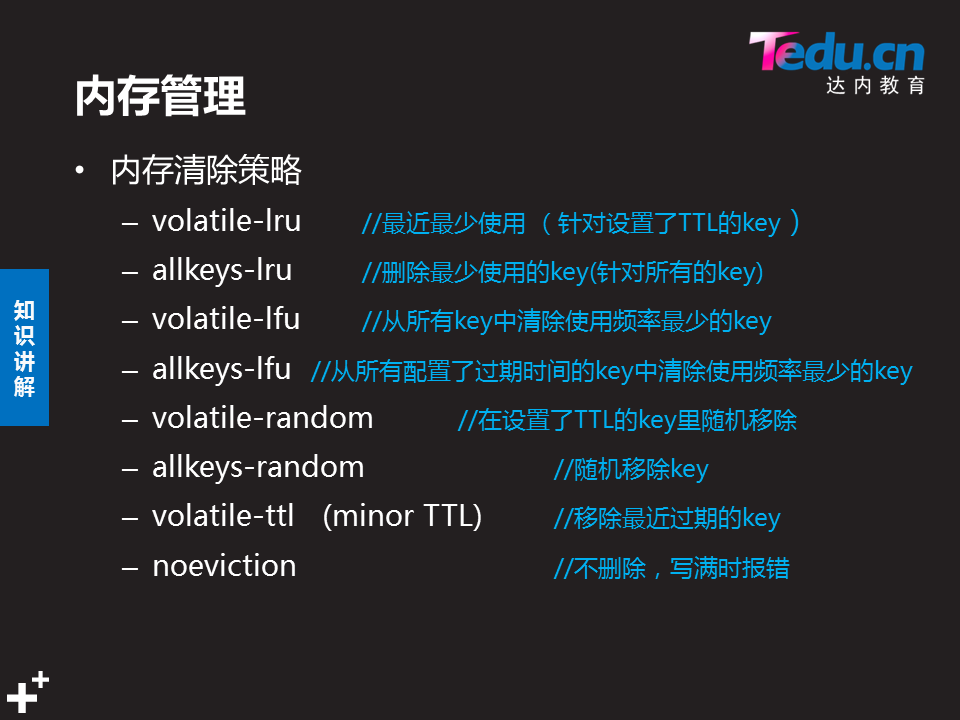 Tedu.cn
达内教育
内存管理
• 内存清除策略
– volatile-lru //最近最少使用 （针对设置了TTL的key ）
– allkeys-lru //删除最少使用的key(针对所有的key)
– volatile-lfu //从所有key中清除使用频率最少的key
– allkeys-lfu //从所有配置了过期时间的key中清除使用频率最少的key
– volatile-random //在设置了TTL的key里随机移除
– allkeys-random //随机移除key
– volatile-ttl (minor TTL) //移除最近过期的key
– noeviction //不删除，写满时报错
知识讲解